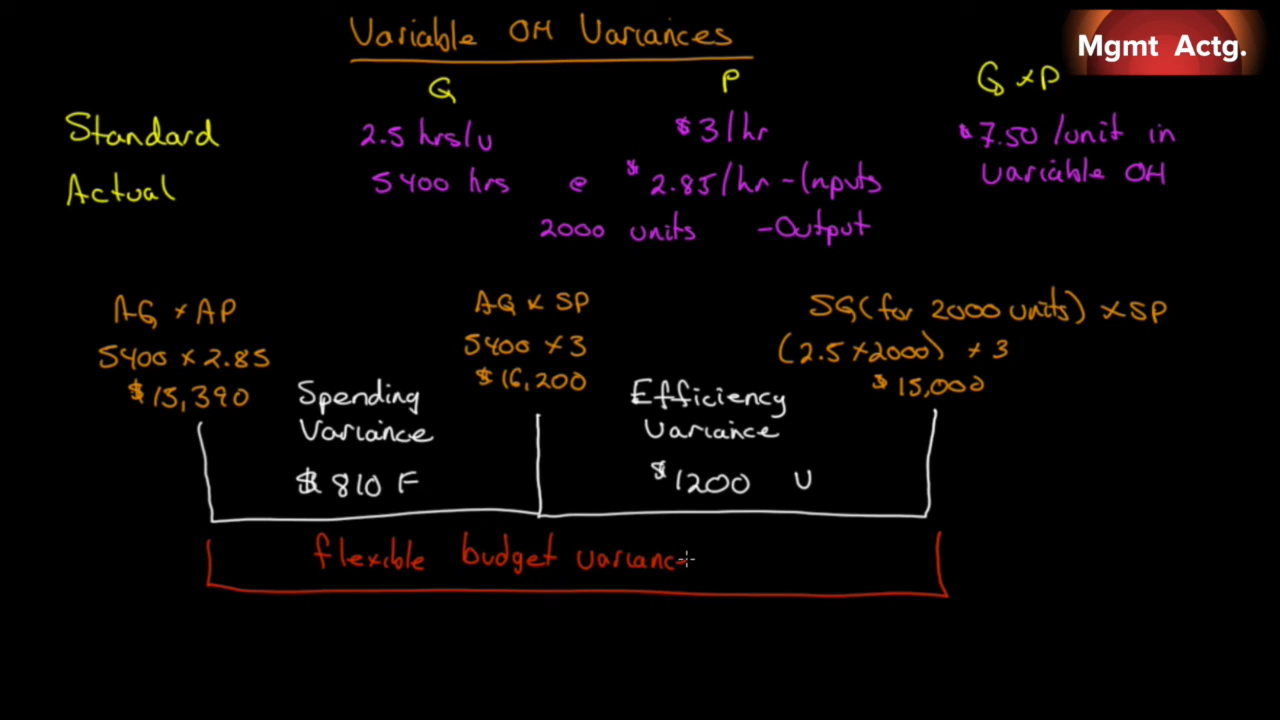 Variable OH Variances
Mgmt Actg.
Q P Q x P
Standard 2.5 hrs/u $3/hr $7.50/unit in
variable OH
Actual 5400 hrs @ $2.85/hr - Inputs
2000 units - Output
AQ x AP AQ x SP SQ (for 2000 units) x SP
5400 x 2.85 5400 x 3 (2.5 x 2000) x 3
$15,390 $16,200 $15,000
Spending Efficiency
Variance Variance
$810 F $1200 U
flexible budget varianc